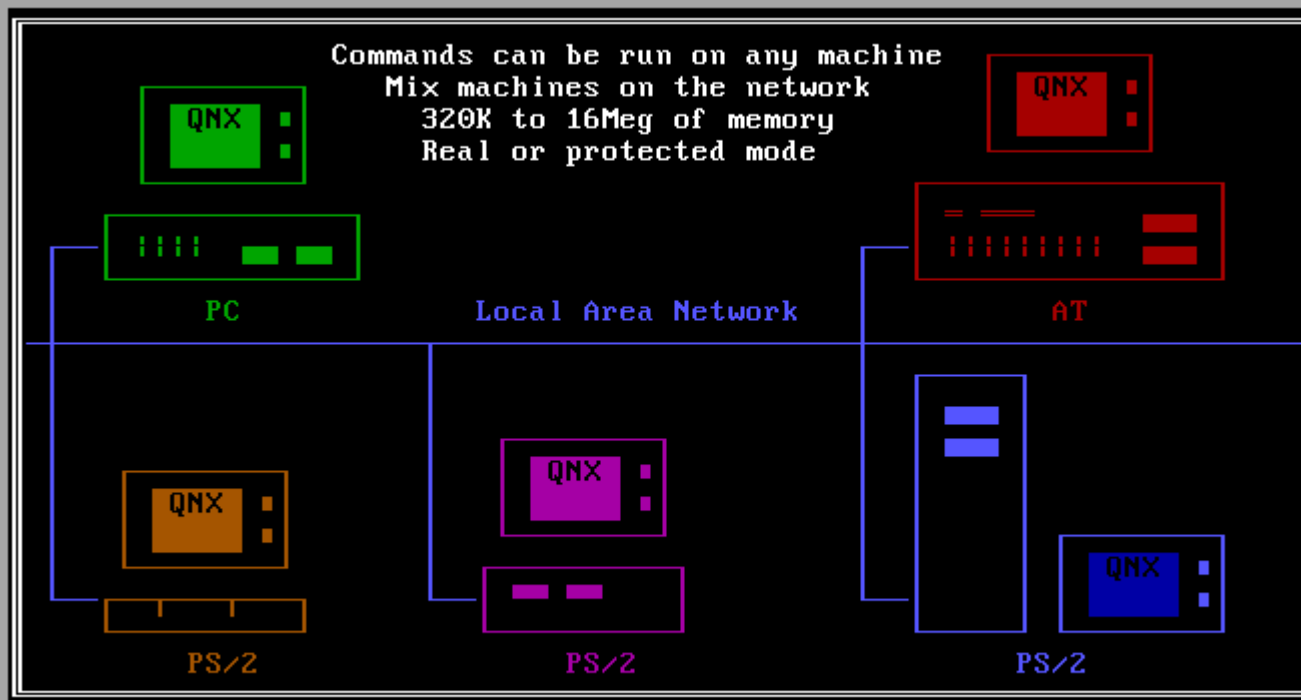 Commands can be run on any machine
Mix machines on the network
320K to 16Meg of memory
Real or protected mode
QNX
QNX
PC
Local Area Network
AT
QNX
QNX
QNX
PS/2
PS/2
PS/2